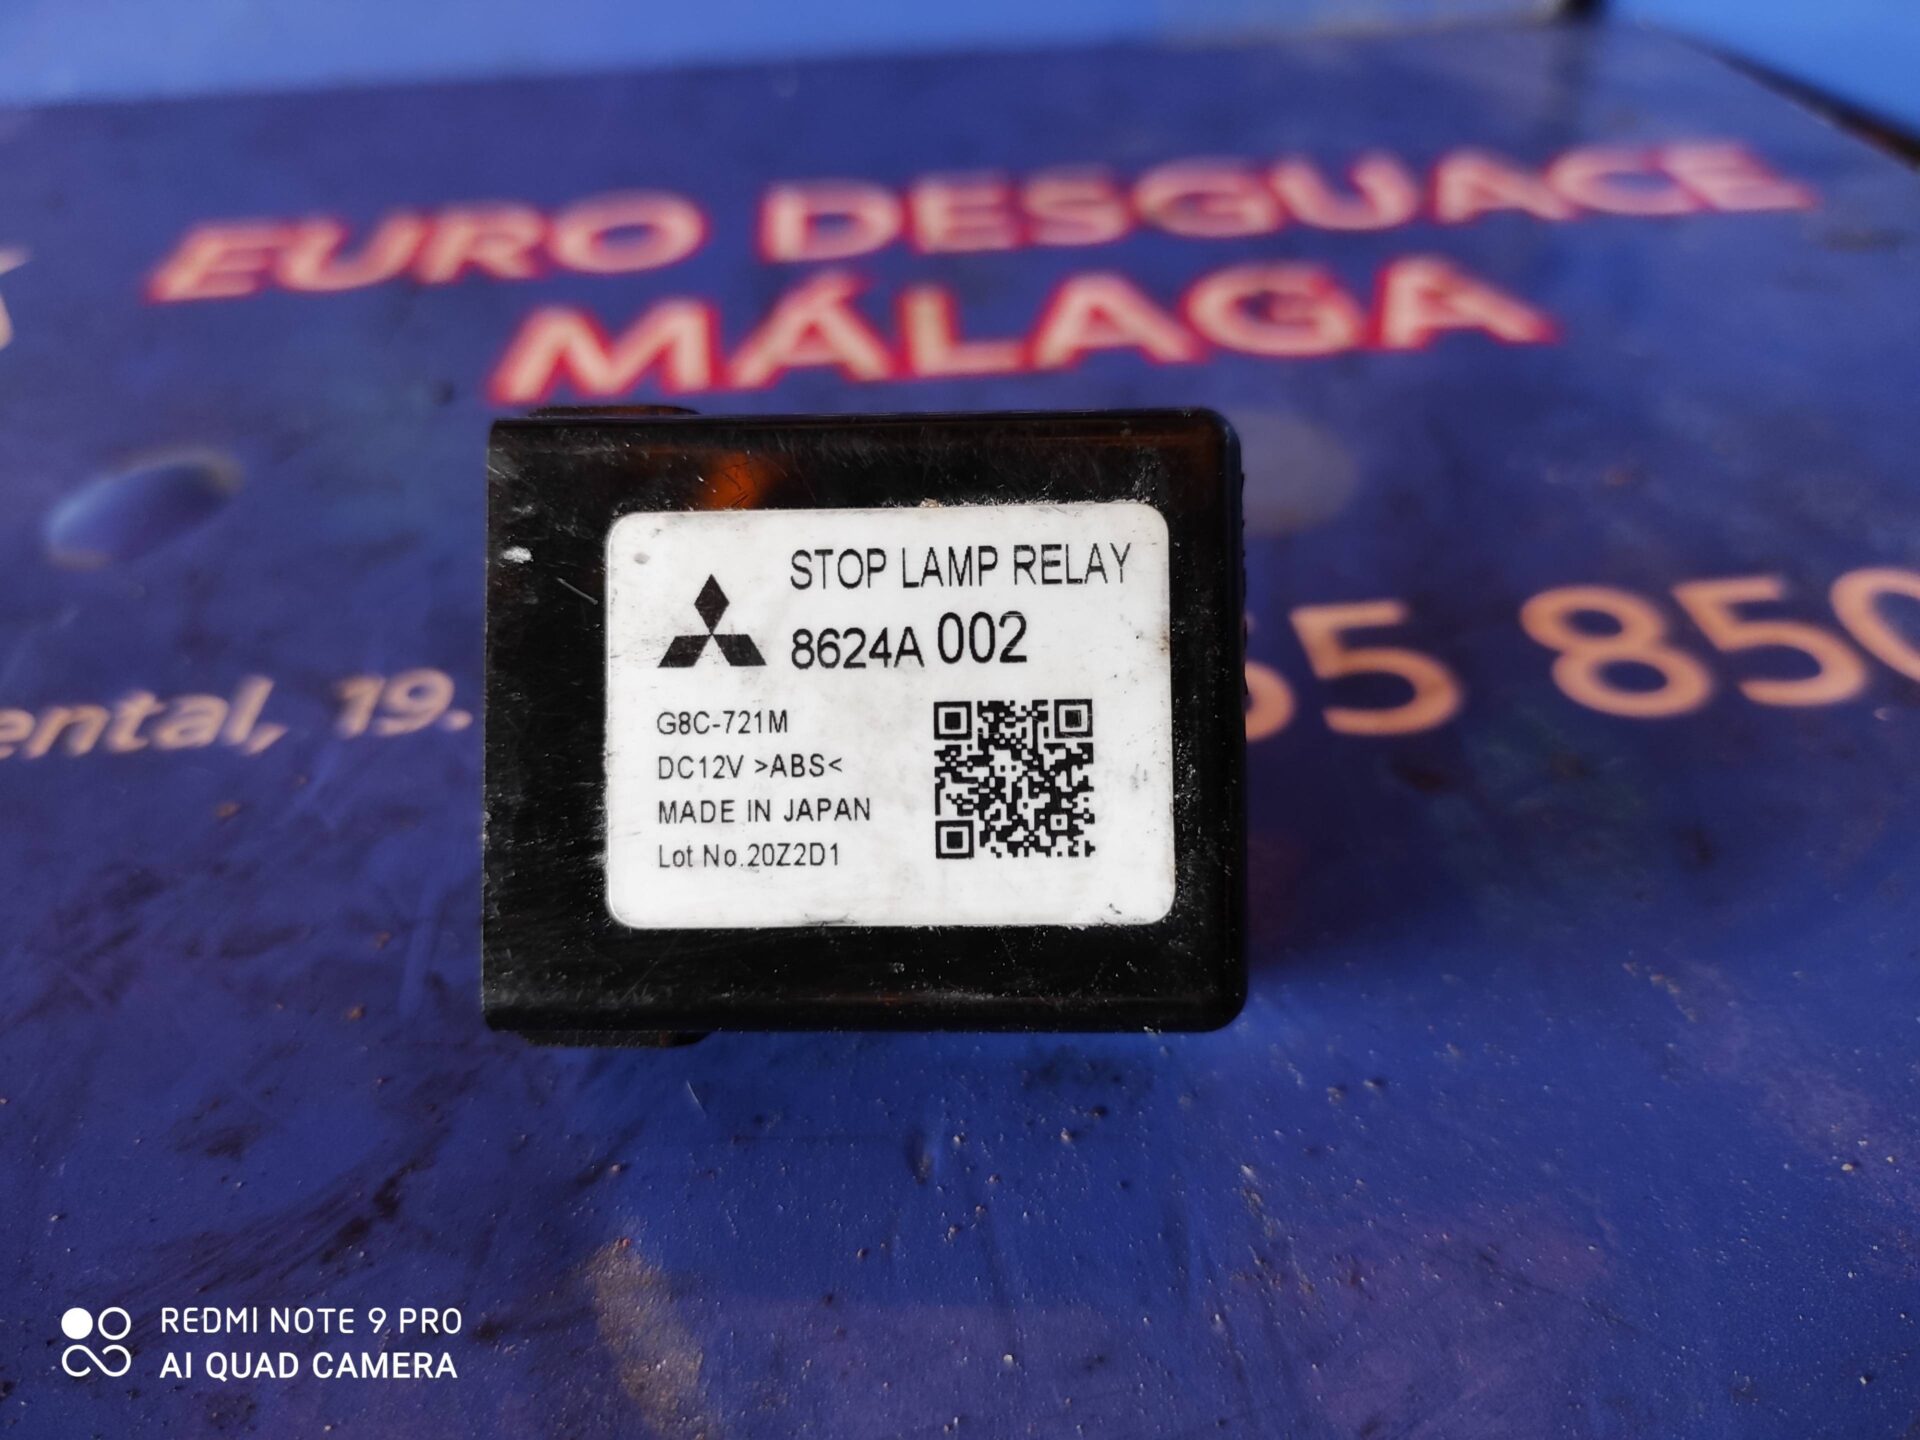 EURO DESGUACE
MÁLAGA
ental, 19.
55 850
STOP LAMP RELAY
8624A 002
G8C-721M
DC12V >ABS<
MADE IN JAPAN
Lot No.20Z2D1
REDMI NOTE 9 PRO
AI QUAD CAMERA